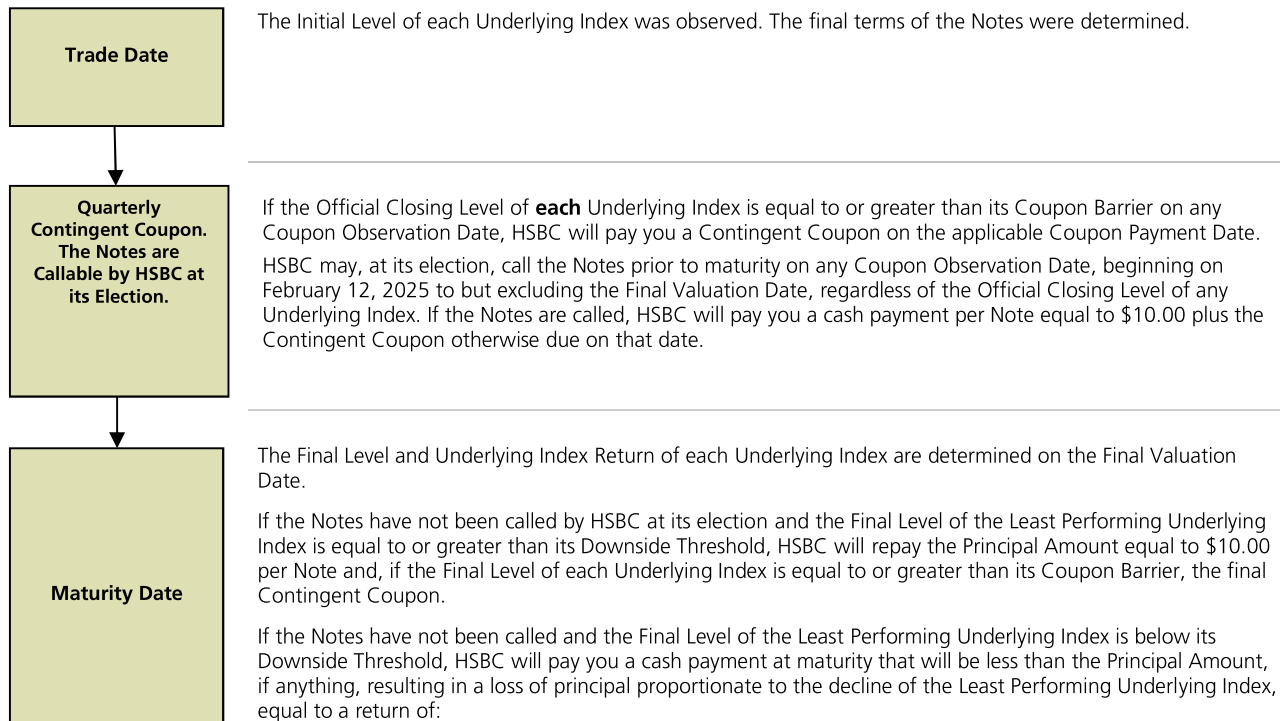 Trade Date
The Initial Level of each Underlying Index was observed. The final terms of the Notes were determined.
Quarterly
Contingent Coupon.
The Notes are
Callable by HSBC at
its Election.
If the Official Closing Level of each Underlying Index is equal to or greater than its Coupon Barrier on any
Coupon Observation Date, HSBC will pay you a Contingent Coupon on the applicable Coupon Payment Date.
HSBC may, at its election, call the Notes prior to maturity on any Coupon Observation Date, beginning on
February 12, 2025 to but excluding the Final Valuation Date, regardless of the Official Closing Level of any
Underlying Index. If the Notes are called, HSBC will pay you a cash payment per Note equal to $10.00 plus the
Contingent Coupon otherwise due on that date.
Maturity Date
The Final Level and Underlying Index Return of each Underlying Index are determined on the Final Valuation
Date.
If the Notes have not been called by HSBC at its election and the Final Level of the Least Performing Underlying
Index is equal to or greater than its Downside Threshold, HSBC will repay the Principal Amount equal to $10.00
per Note and, if the Final Level of each Underlying Index is equal to or greater than its Coupon Barrier, the final
Contingent Coupon.
If the Notes have not been called and the Final Level of the Least Performing Underlying Index is below its
Downside Threshold, HSBC will pay you a cash payment at maturity that will be less than the Principal Amount,
if anything, resulting in a loss of principal proportionate to the decline of the Least Performing Underlying Index,
equal to a return of: